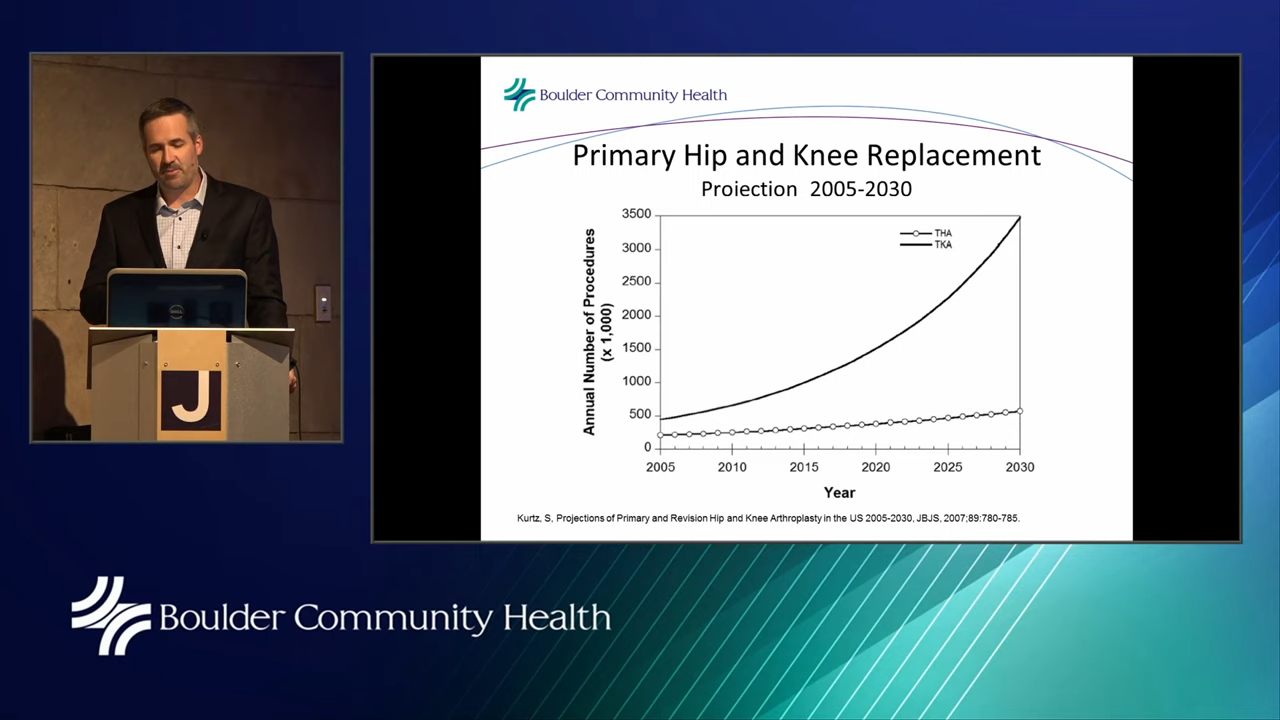 Boulder Community Health
Primary Hip and Knee Replacement
Proiection 2005-2030
Annual Number of Procedures
(x 1,000)
3500
3000
2500
2000
1500
1000
500
0
THA
TKA
2005 2010 2015 2020 2025 2030
Year
Kurtz, S, Projections of Primary and Revision Hip and Knee Arthroplasty in the US 2005-2030, JBJS, 2007;89:780-785.
DELL
J
Boulder Community Health